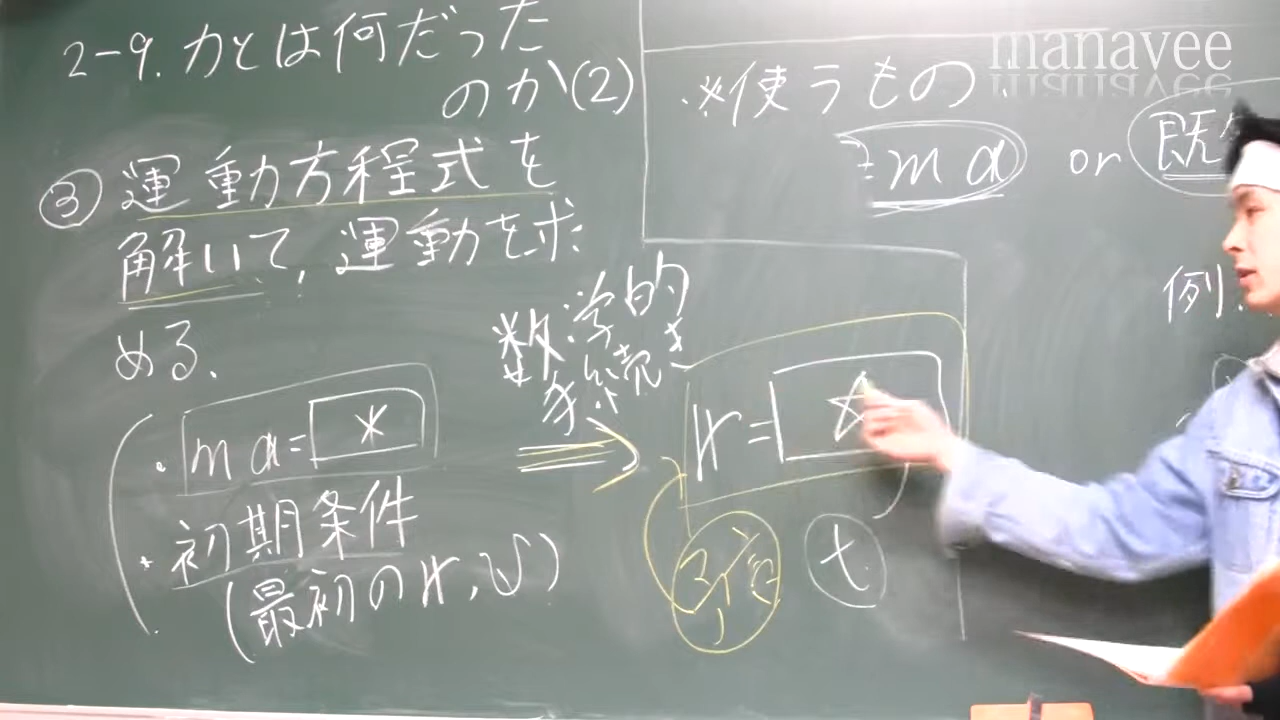 2-9. 力とは何だった
のか(2)
③ 運動方程式を
解いて, 運動を求
める.
・ma=*
・初期条件
(最初のr, v)
数学的
手続き
⇒
r=☆
t
manavee
※使うもの
ma or 既
例.